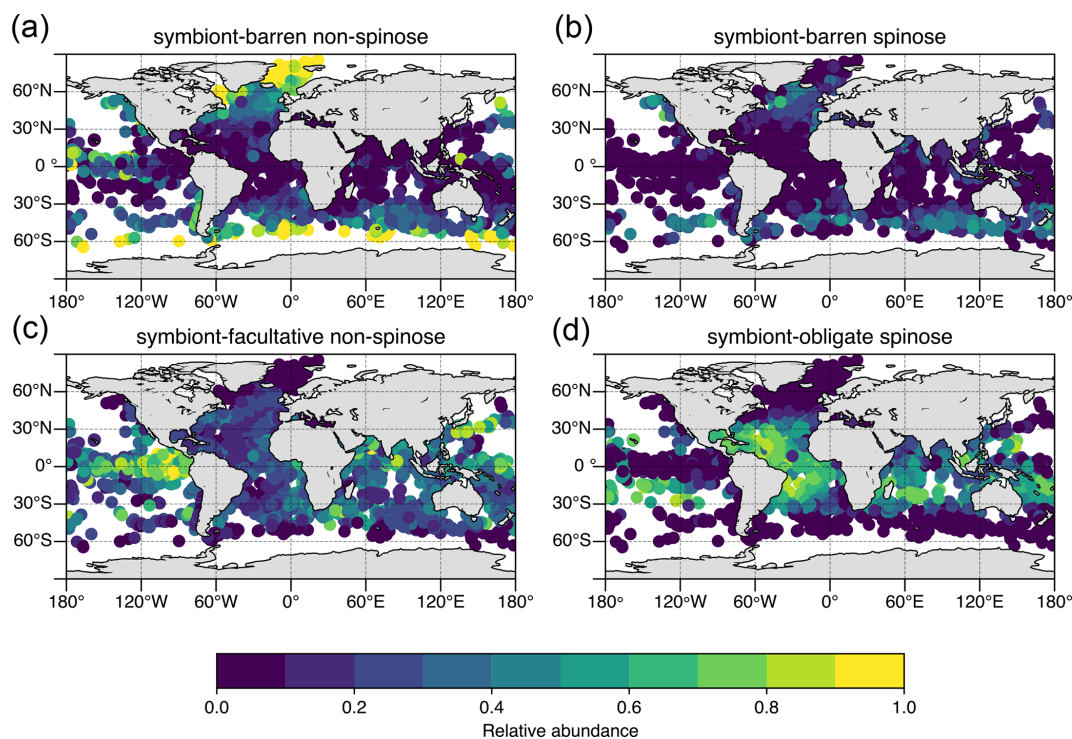 (a)
symbiont-barren non-spinose
60°N
30°N
0 °
30°S
60°S
180° 120°W 60°W 0° 60°E 120°E 180°
(b)
symbiont-barren spinose
60°N
30°N
0 °
30°S
60°S
180° 120°W 60°W 0° 60°E 120°E 180°
(c)
symbiont-facultative non-spinose
60°N
30°N
0 °
30°S
60°S
180° 120°W 60°W 0° 60°E 120°E 180°
(d)
symbiont-obligate spinose
60°N
30°N
0 °
30°S
60°S
180° 120°W 60°W 0° 60°E 120°E 180°
0.0 0.2 0.4 0.6 0.8 1.0
Relative abundance